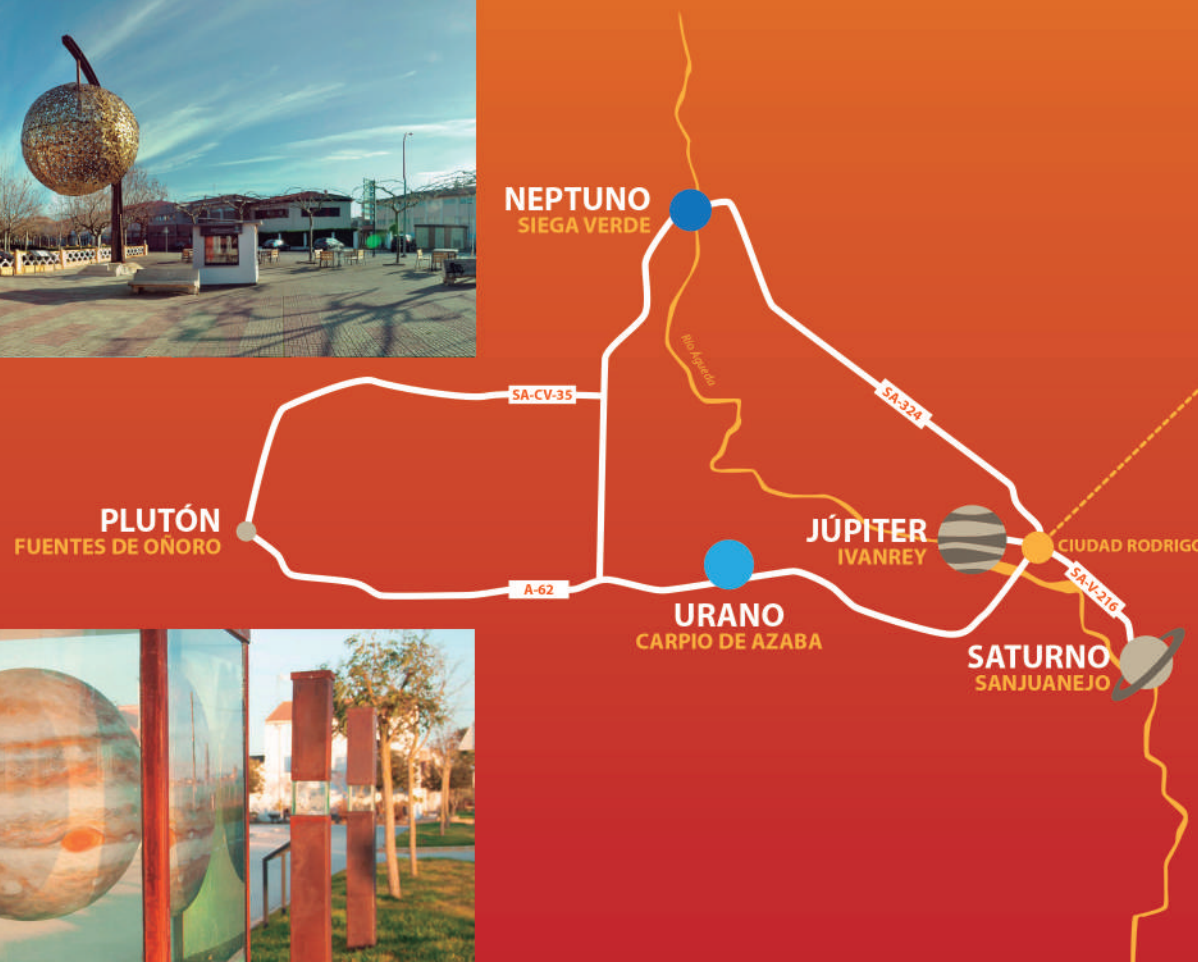 NEPTUNO
SIEGA VERDE
Río Águeda
SA-CV-35
SA-324
PLUTÓN
FUENTES DE OÑORO
JÚPITER
IVANREY
CIUDAD RODRIGO
A-62
SA-V-216
URANO
CARPIO DE AZABA
SATURNO
SANJUANEJO